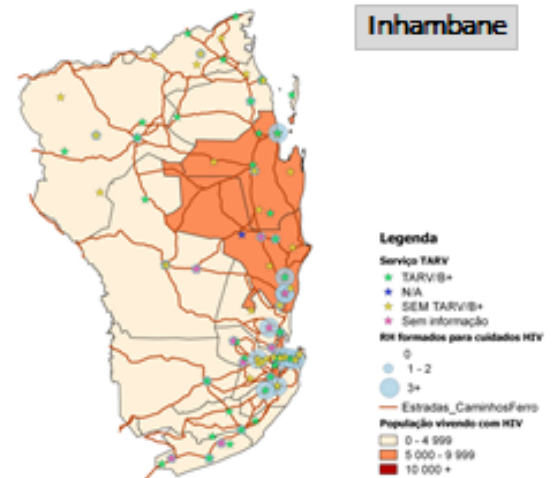 Inhambane
Legenda
Serviço TARV
TARV/B+
N/A
SEM TARV/B+
Sem informação
RH formados para cuidados HIV
0
1 - 2
3+
Estradas_CaminhosFerro
População vivendo com HIV
0 - 4 999
5 000 - 9 999
10 000 +